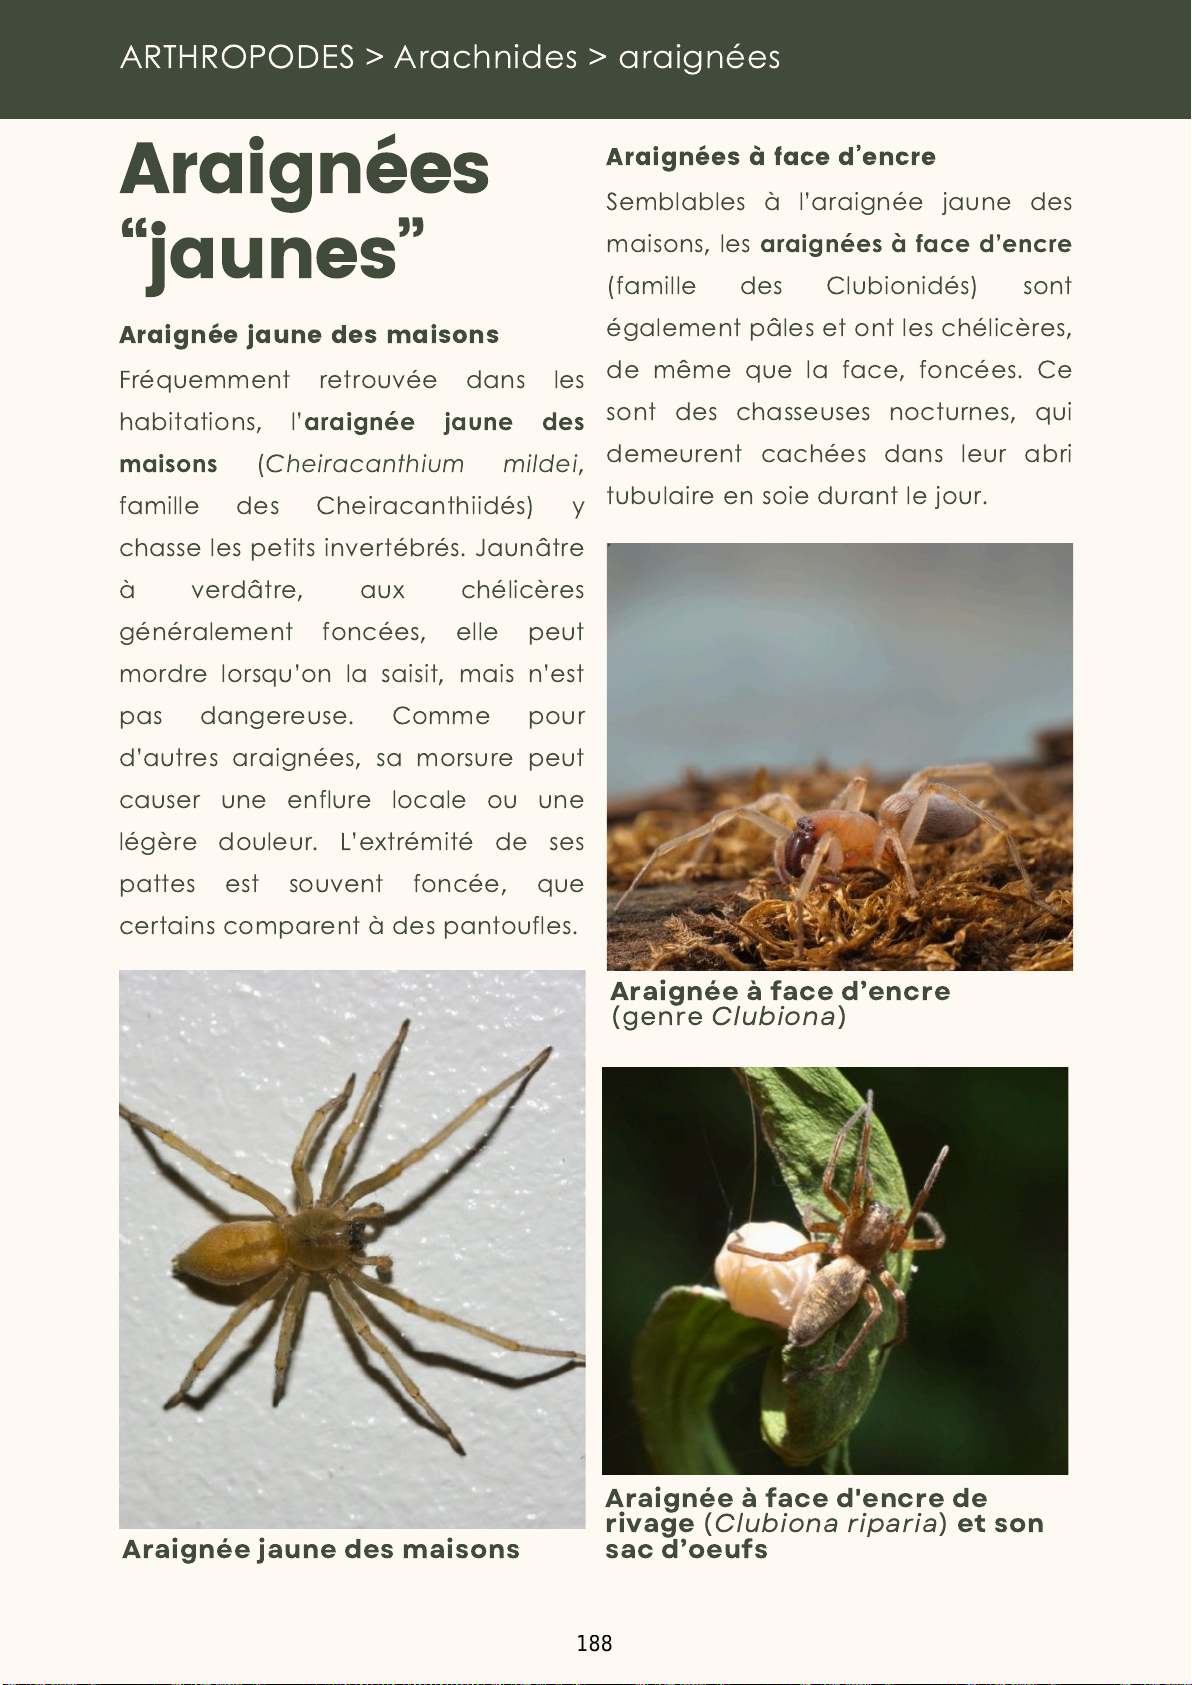 ARTHROPODES > Arachnides > araignées
Araignées
“jaunes”
Araignée jaune des maisons
Fréquemment retrouvée dans les
habitations, l’araignée jaune des
maisons (Cheiracanthium mildei,
famille des Cheiracanthiidés) y
chasse les petits invertébrés. Jaunâtre
à verdâtre, aux chélicères
généralement foncées, elle peut
mordre lorsqu’on la saisit, mais n’est
pas dangereuse. Comme pour
d’autres araignées, sa morsure peut
causer une enflure locale ou une
légère douleur. L’extrémité de ses
pattes est souvent foncée, que
certains comparent à des pantoufles.
Araignée jaune des maisons
Araignées à face d’encre
Semblables à l’araignée jaune des
maisons, les araignées à face d’encre
(famille des Clubionidés) sont
également pâles et ont les chélicères,
de même que la face, foncées. Ce
sont des chasseuses nocturnes, qui
demeurent cachées dans leur abri
tubulaire en soie durant le jour.
Araignée à face d’encre
(genre Clubiona)
Araignée à face d'encre de
rivage (Clubiona riparia) et son
sac d’oeufs
188